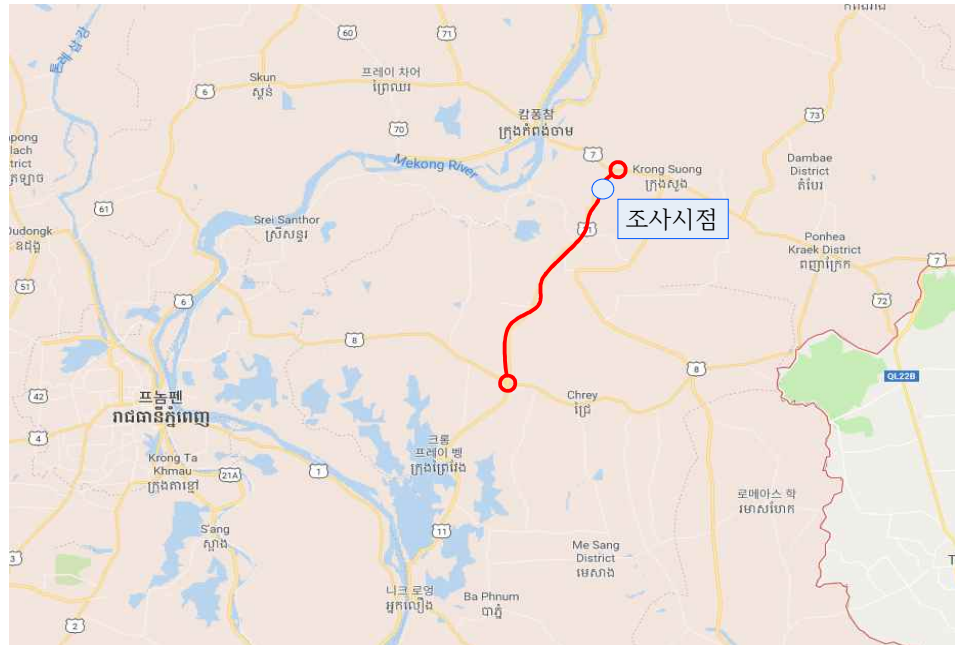 60
71
톤레 삽 강
Skun
ស្គន់
프레이 차어
ព្រៃឈរ
6
캄퐁참
ក្រុងកំពង់ចាម
73
70
7
Mekong River
Krong Suong
ក្រុងសួង
Dambae
District
តំបែរ
61
Srei Santhor
ស្រីសន្ធរ
조사시점
Ponhea
Kraek District
ពញាក្រែក
7
51
6
72
8
8
QL22B
42
프놈펜
រាជធានីភ្នំពេញ
Chrey
ជ្រៃ
4
크롬
프레이 벵
ក្រុងព្រៃវែង
Krong Ta
Khmau
ក្រុងតាខ្មៅ
21A
1
로메아스 학
រមាសហែក
S'ang
ស្អាង
11
3
Me Sang
District
មេសាង
니크 로영
អ្នកលឿង
Ba Phnum
បាភ្នំ
2